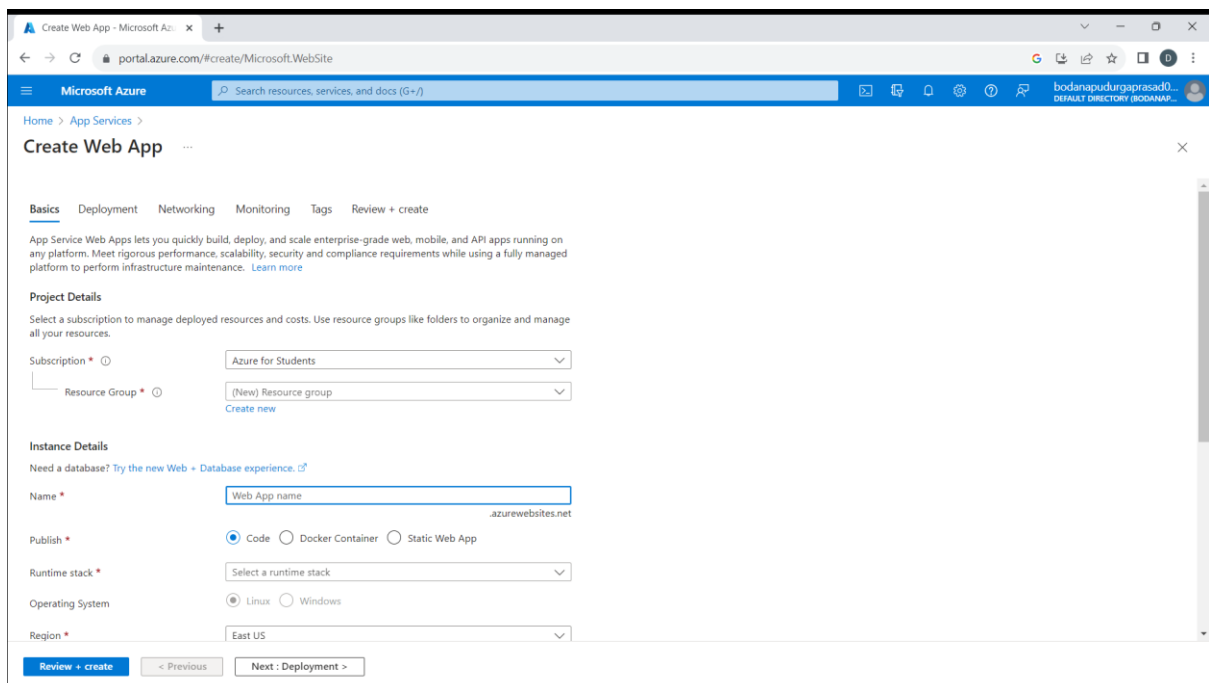 Create Web App - Microsoft Az
portal.azure.com/#create/Microsoft.WebSite
G
D
Microsoft Azure
Search resources, services, and docs (G+/)
bodanapudurgaprasad0...
DEFAULT DIRECTORY (BODANAP...
Home > App Services >
Create Web App ...
Basics Deployment Networking Monitoring Tags Review + create
App Service Web Apps lets you quickly build, deploy, and scale enterprise-grade web, mobile, and API apps running on
any platform. Meet rigorous performance, scalability, security and compliance requirements while using a fully managed
platform to perform infrastructure maintenance. Learn more
Project Details
Select a subscription to manage deployed resources and costs. Use resource groups like folders to organize and manage
all your resources.
Subscription * Azure for Students
Resource Group * (New) Resource group
Create new
Instance Details
Need a database? Try the new Web + Database experience.
Name * Web App name
.azurewebsites.net
Publish * Code Docker Container Static Web App
Runtime stack * Select a runtime stack
Operating System Linux Windows
Region * East US
Review + create < Previous Next : Deployment >